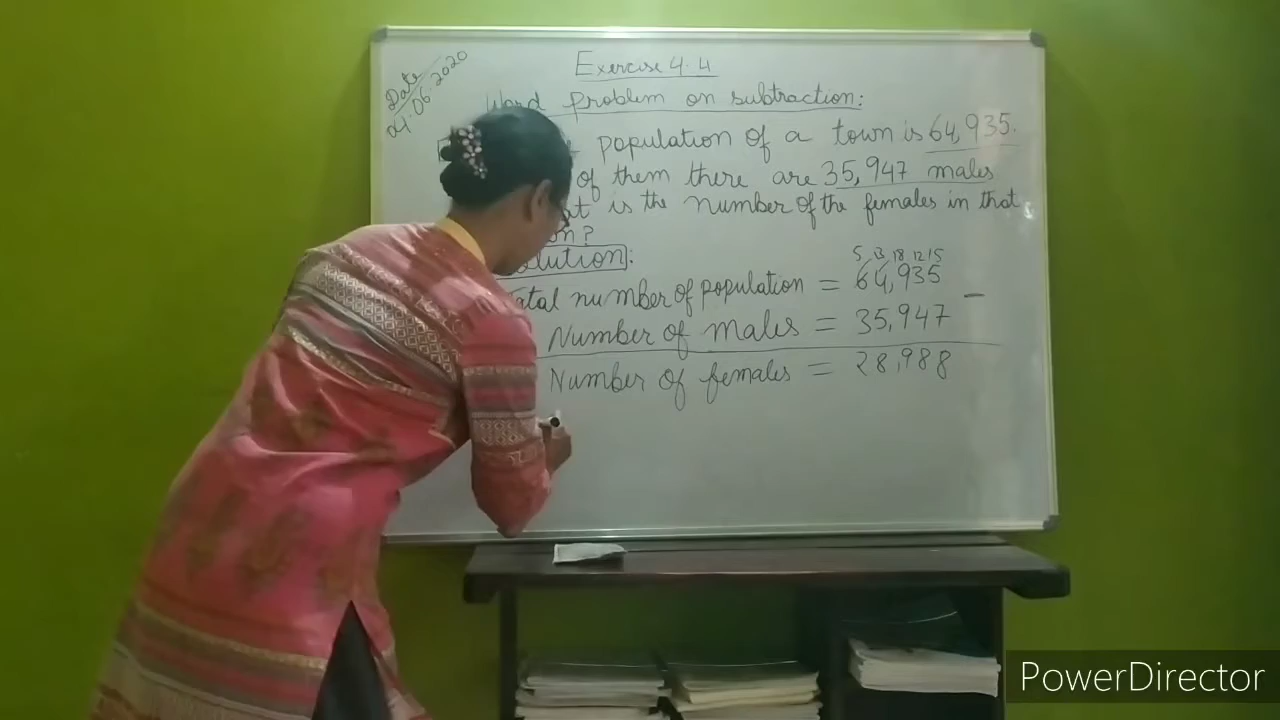 Date
04.06.2020
Exercise 4.4
Word problem on subtraction:
population of a town is 64,935.
of them there are 35,947 males
is the number of the females in that
5 13 18 12 15
number of population = 64,935
Number of males = 35,947 -
Number of females = 28,988
PowerDirector